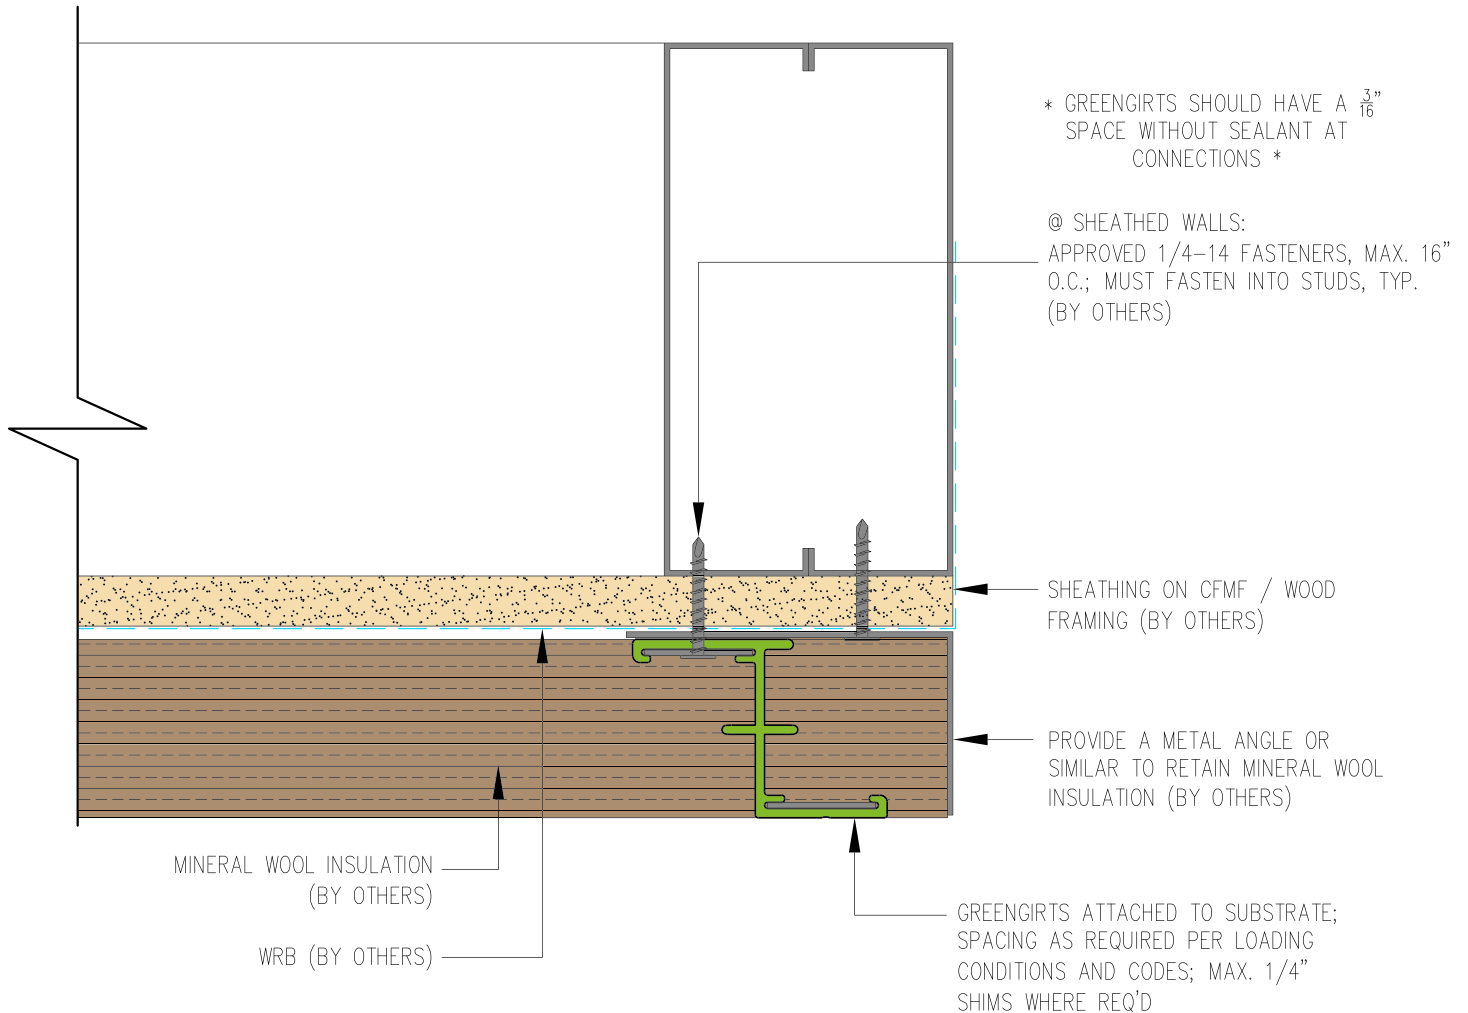 * GREENGIRTS SHOULD HAVE A 3/16"
SPACE WITHOUT SEALANT AT
CONNECTIONS *
@ SHEATHED WALLS:
APPROVED 1/4-14 FASTENERS, MAX. 16"
O.C.; MUST FASTEN INTO STUDS, TYP.
(BY OTHERS)
SHEATHING ON CFMF / WOOD
FRAMING (BY OTHERS)
PROVIDE A METAL ANGLE OR
SIMILAR TO RETAIN MINERAL WOOL
INSULATION (BY OTHERS)
MINERAL WOOL INSULATION
(BY OTHERS)
WRB (BY OTHERS)
GREENGIRTS ATTACHED TO SUBSTRATE;
SPACING AS REQUIRED PER LOADING
CONDITIONS AND CODES; MAX. 1/4"
SHIMS WHERE REQ'D